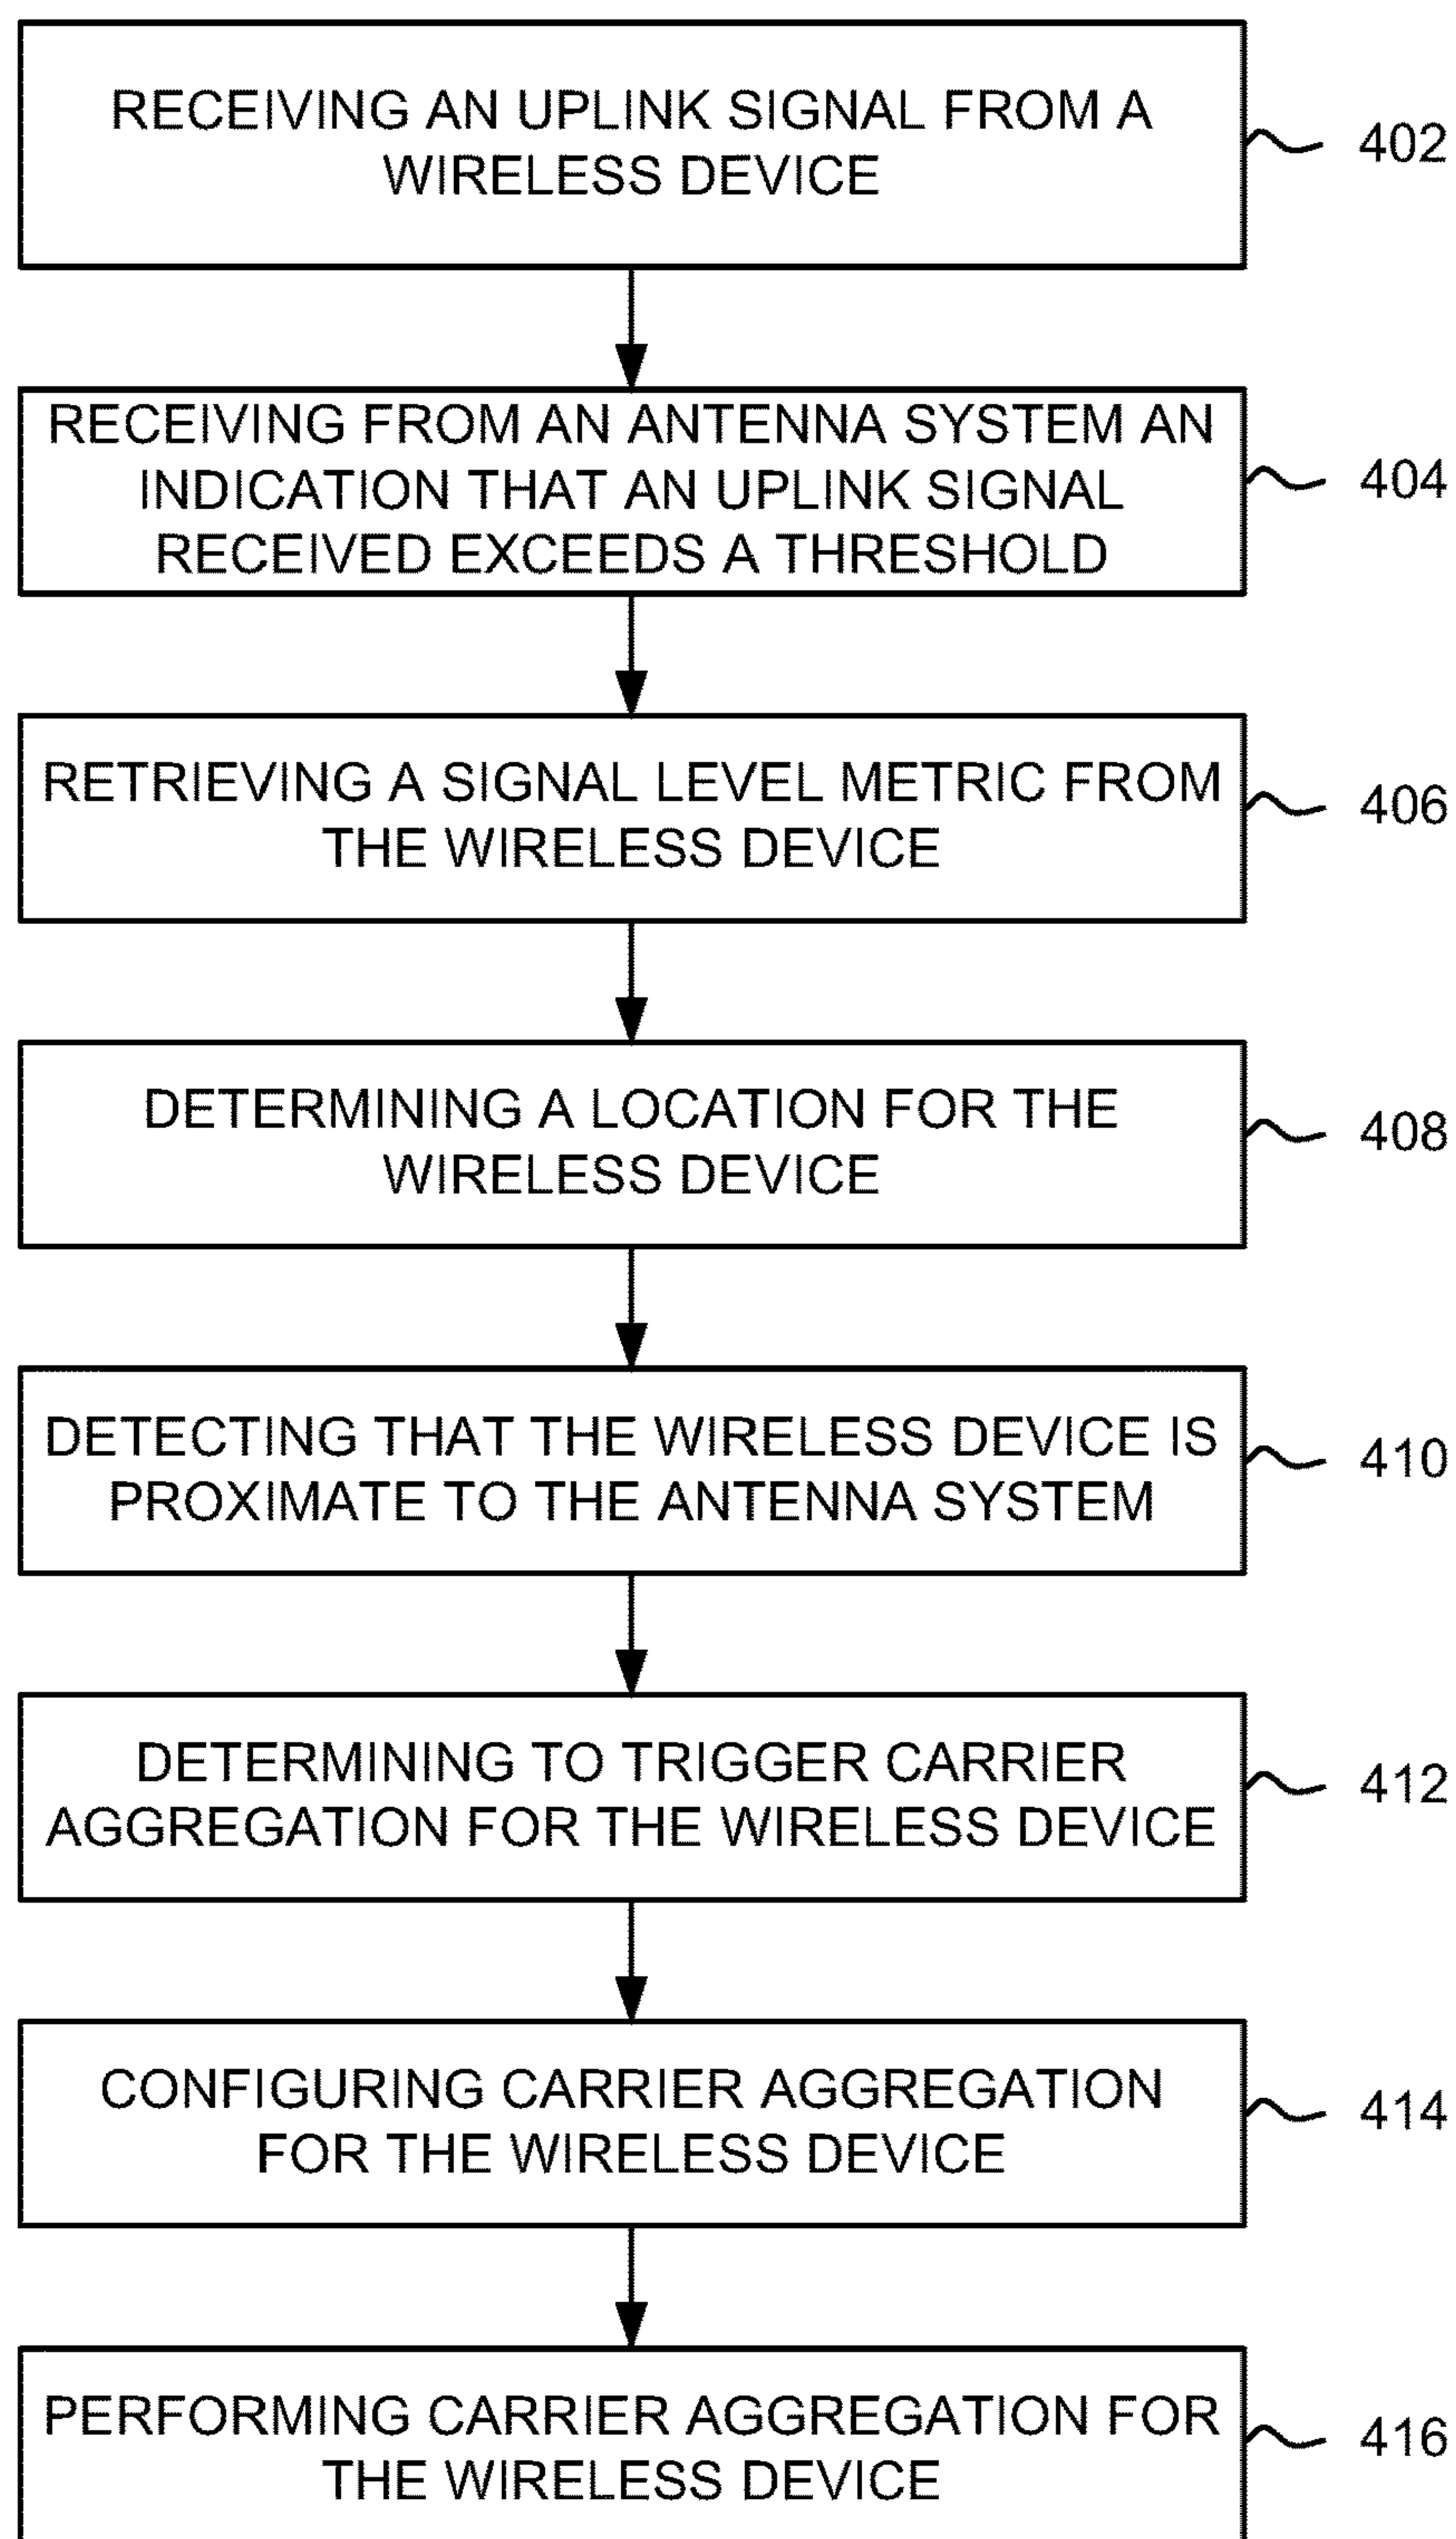 RECEIVING AN UPLINK SIGNAL FROM A
WIRELESS DEVICE
402
RECEIVING FROM AN ANTENNA SYSTEM AN
INDICATION THAT AN UPLINK SIGNAL
RECEIVED EXCEEDS A THRESHOLD
404
RETRIEVING A SIGNAL LEVEL METRIC FROM
THE WIRELESS DEVICE
406
DETERMINING A LOCATION FOR THE
WIRELESS DEVICE
408
DETECTING THAT THE WIRELESS DEVICE IS
PROXIMATE TO THE ANTENNA SYSTEM
410
DETERMINING TO TRIGGER CARRIER
AGGREGATION FOR THE WIRELESS DEVICE
412
CONFIGURING CARRIER AGGREGATION
FOR THE WIRELESS DEVICE
414
PERFORMING CARRIER AGGREGATION FOR
THE WIRELESS DEVICE
416